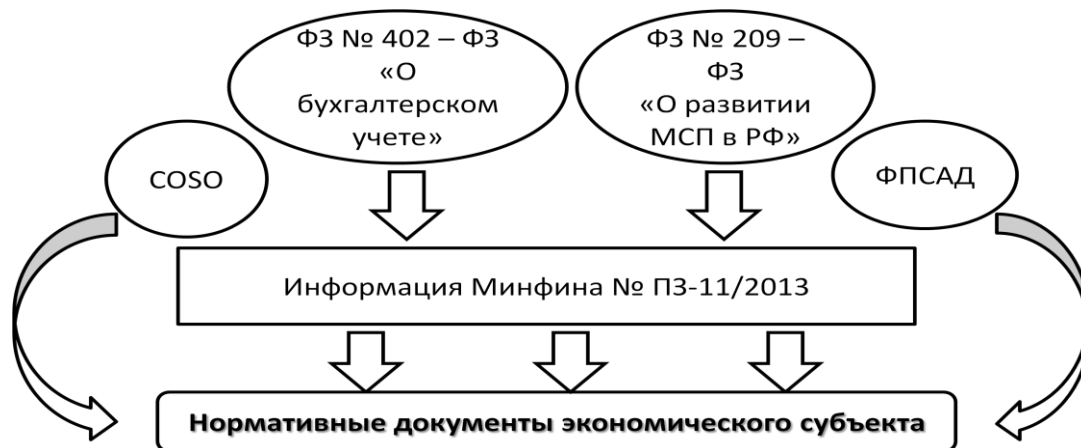 ФЗ № 402 – ФЗ
«О
бухгалтерском
учете»
ФЗ № 209 –
ФЗ
«О развитии
МСП в РФ»
COSO
ФПСАД
Информация Минфина № ПЗ-11/2013
Нормативные документы экономического субъекта